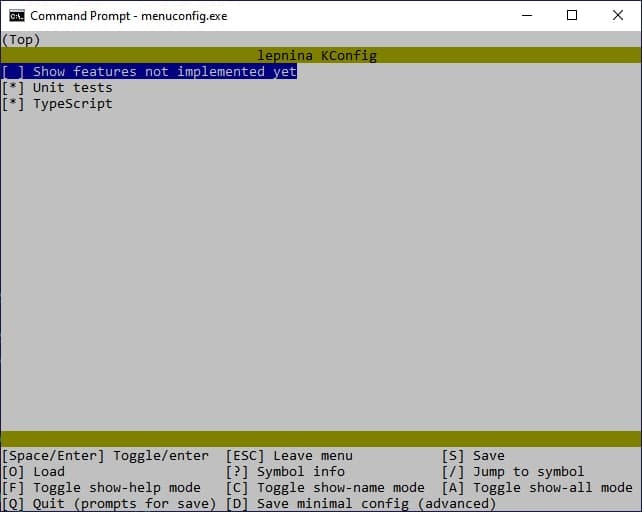 Command Prompt - menuconfig.exe
(Top)
lepnina KConfig
[ ] Show features not implemented yet
[*] Unit tests
[*] TypeScript
[Space/Enter] Toggle/enter [ESC] Leave menu [S] Save
[O] Load [?] Symbol info [/] Jump to symbol
[F] Toggle show-help mode [C] Toggle show-name mode [A] Toggle show-all mode
[Q] Quit (prompts for save) [D] Save minimal config (advanced)